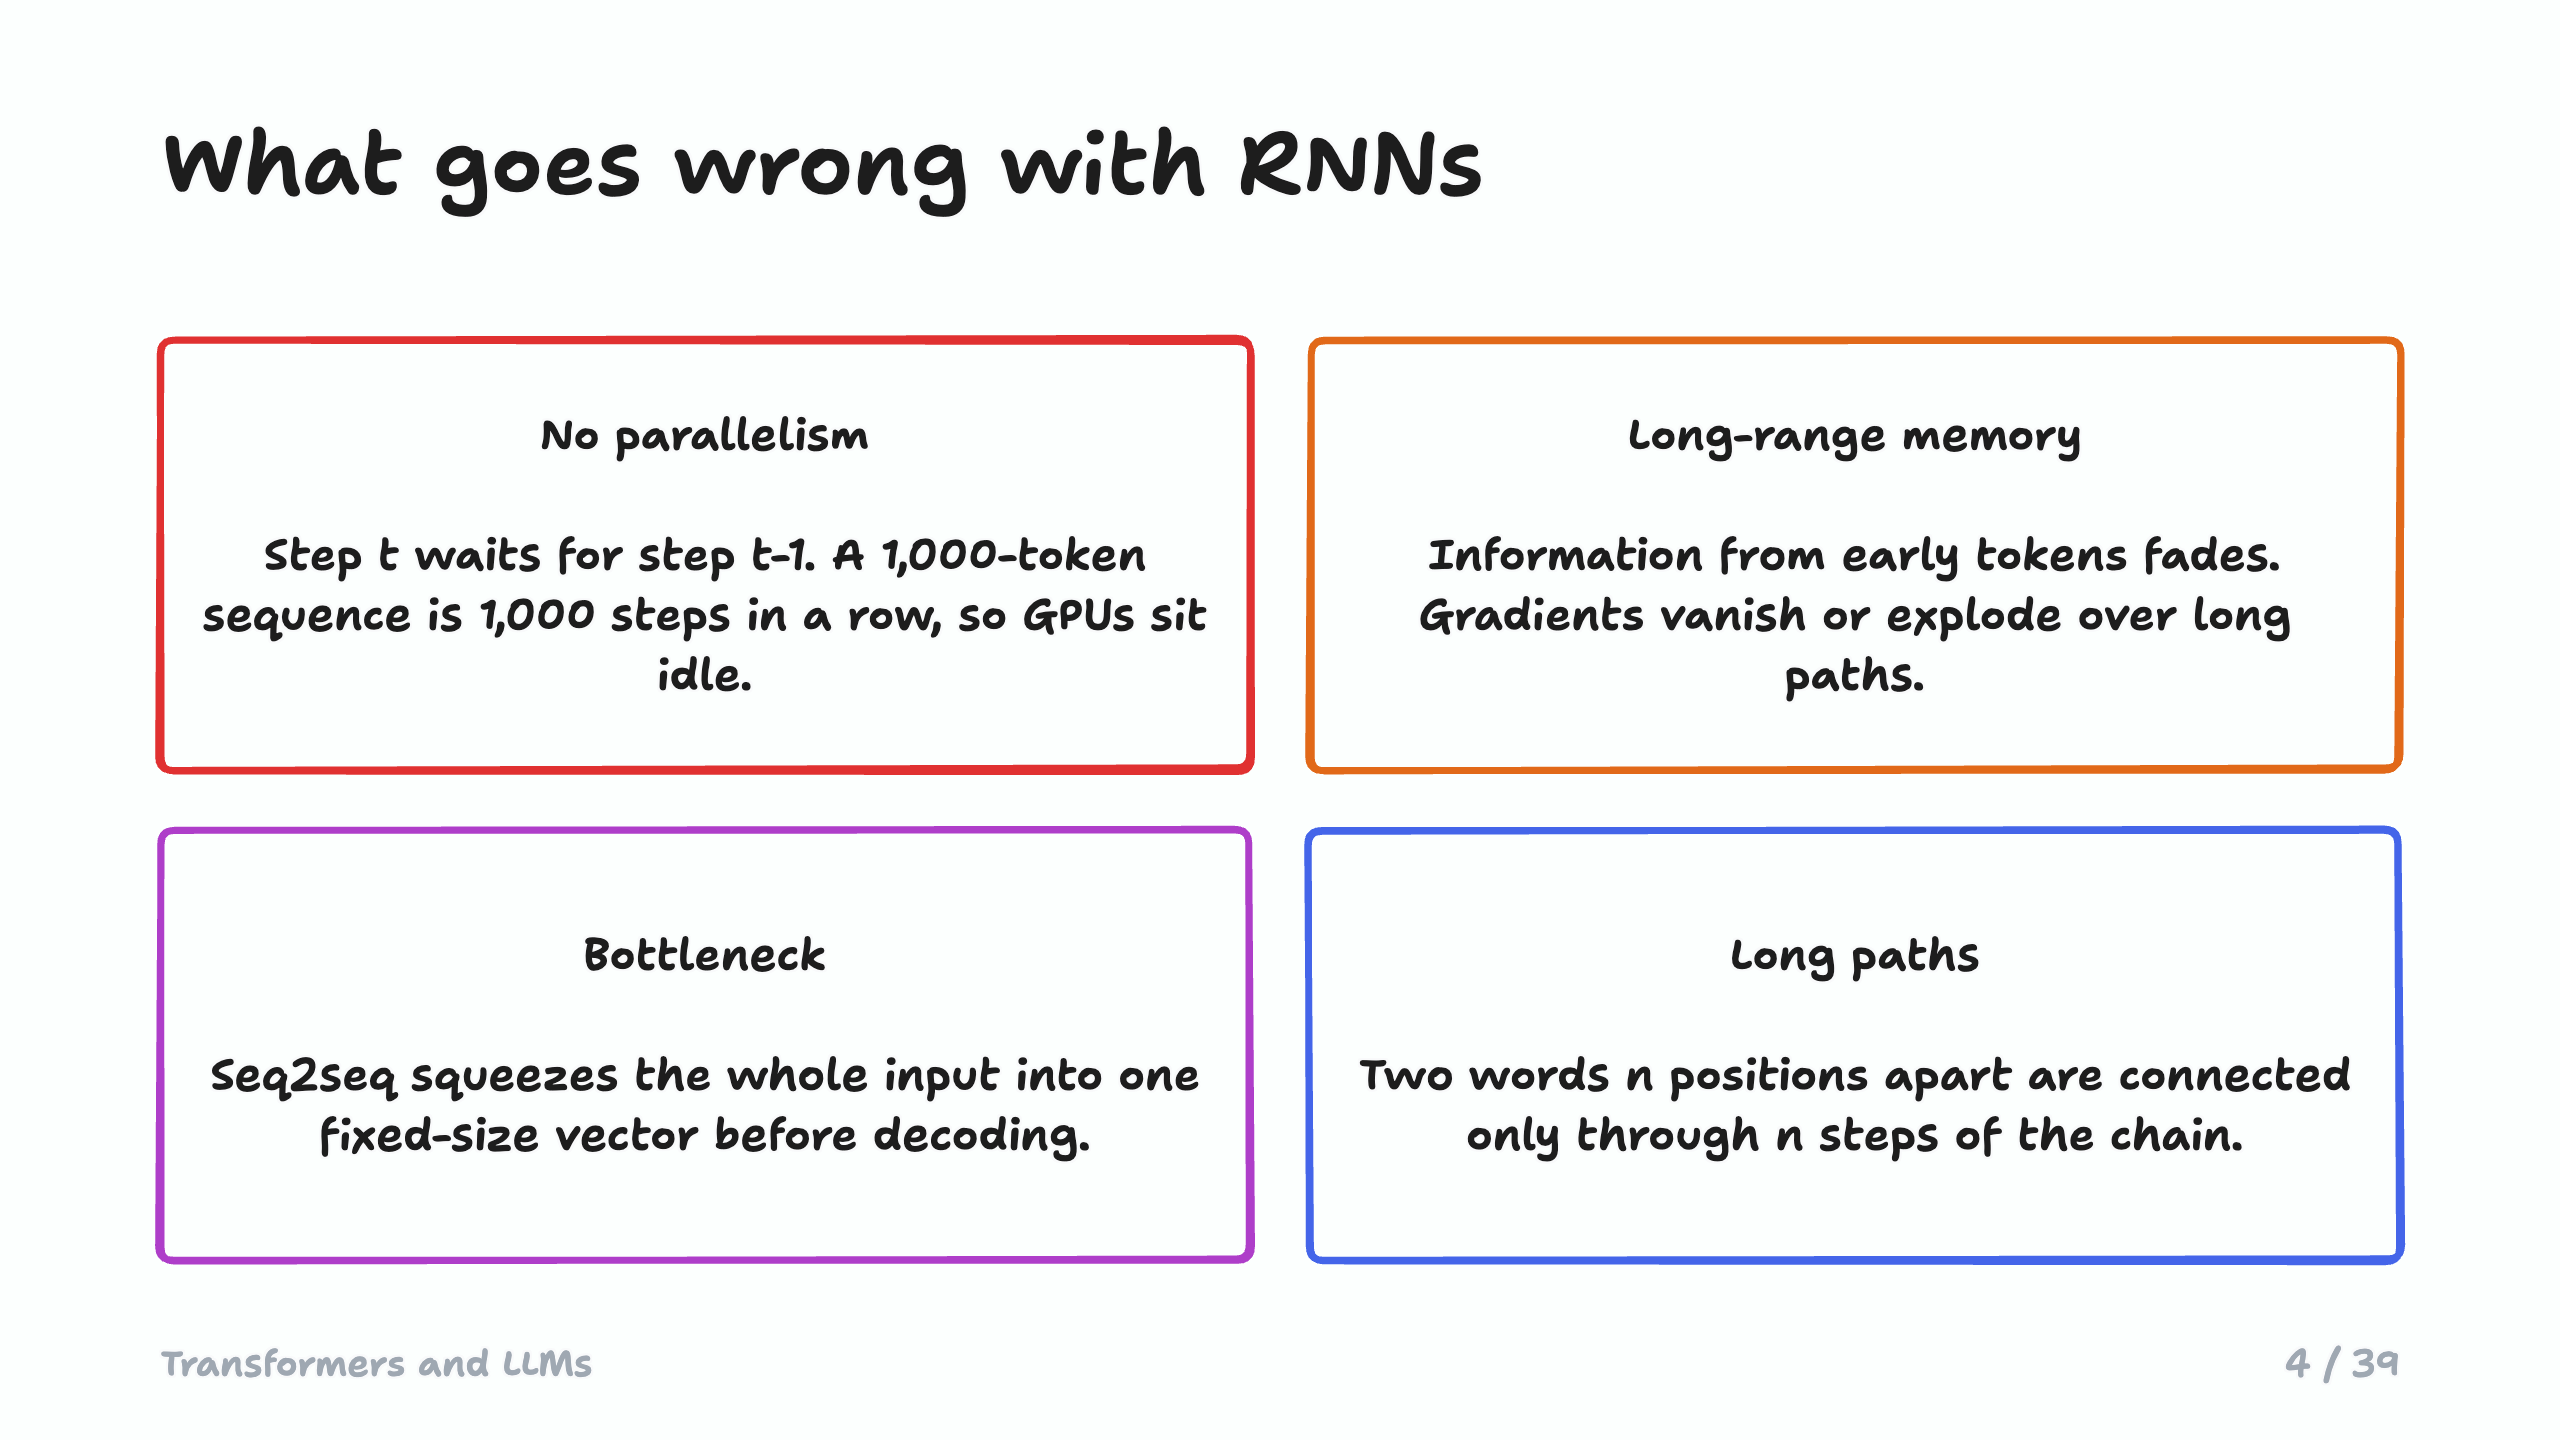 What goes wrong with RNNs
No parallelism
Step t waits for step t-1. A 1,000-token
sequence is 1,000 steps in a row, so GPUs sit
idle.
Long-range memory
Information from early tokens fades.
Gradients vanish or explode over long
paths.
Bottleneck
Seq2seq squeezes the whole input into one
fixed-size vector before decoding.
Long paths
Two words n positions apart are connected
only through n steps of the chain.
Transformers and LLMs
4 / 39